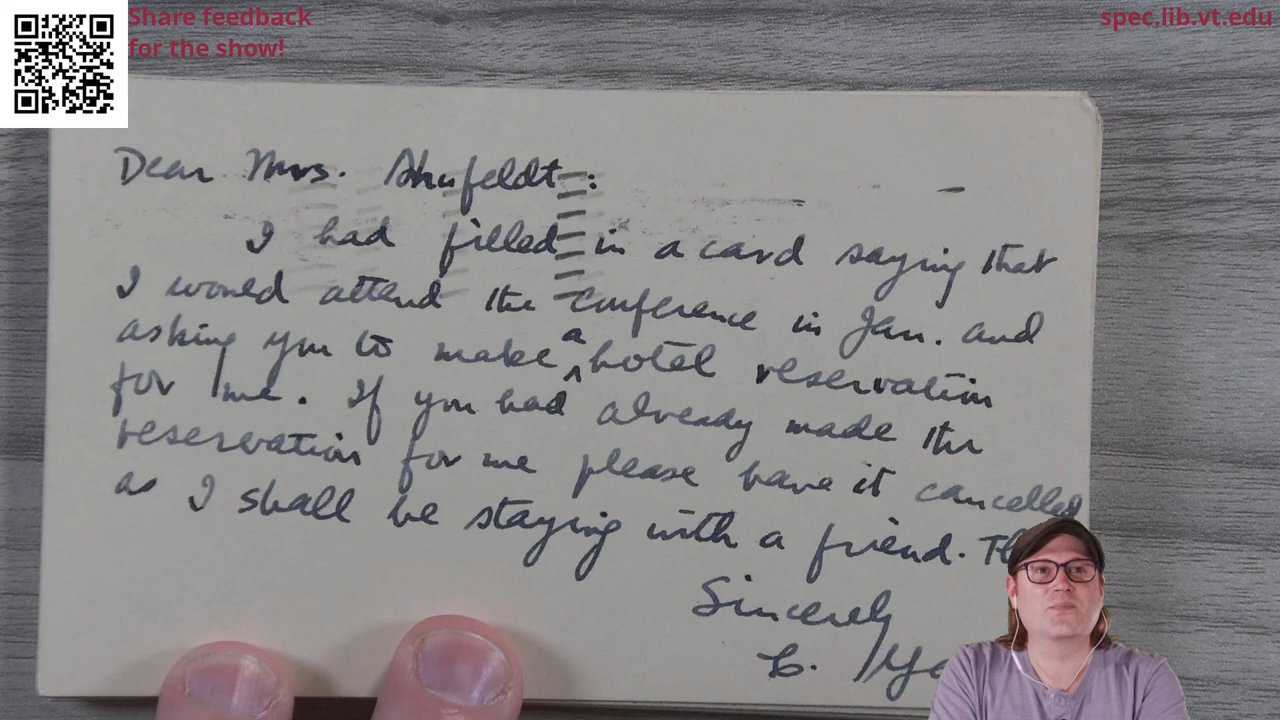 Share feedback
for the show!
spec.lib.vt.edu
Dear Mrs. Shufeldt:
I had filled in a card saying that
I would attend the conference in Jan. and
asking you to make a hotel reservation
for me. If you had already made the
reservation for me please have it cancelled
as I shall be staying with a friend.
Sincerely